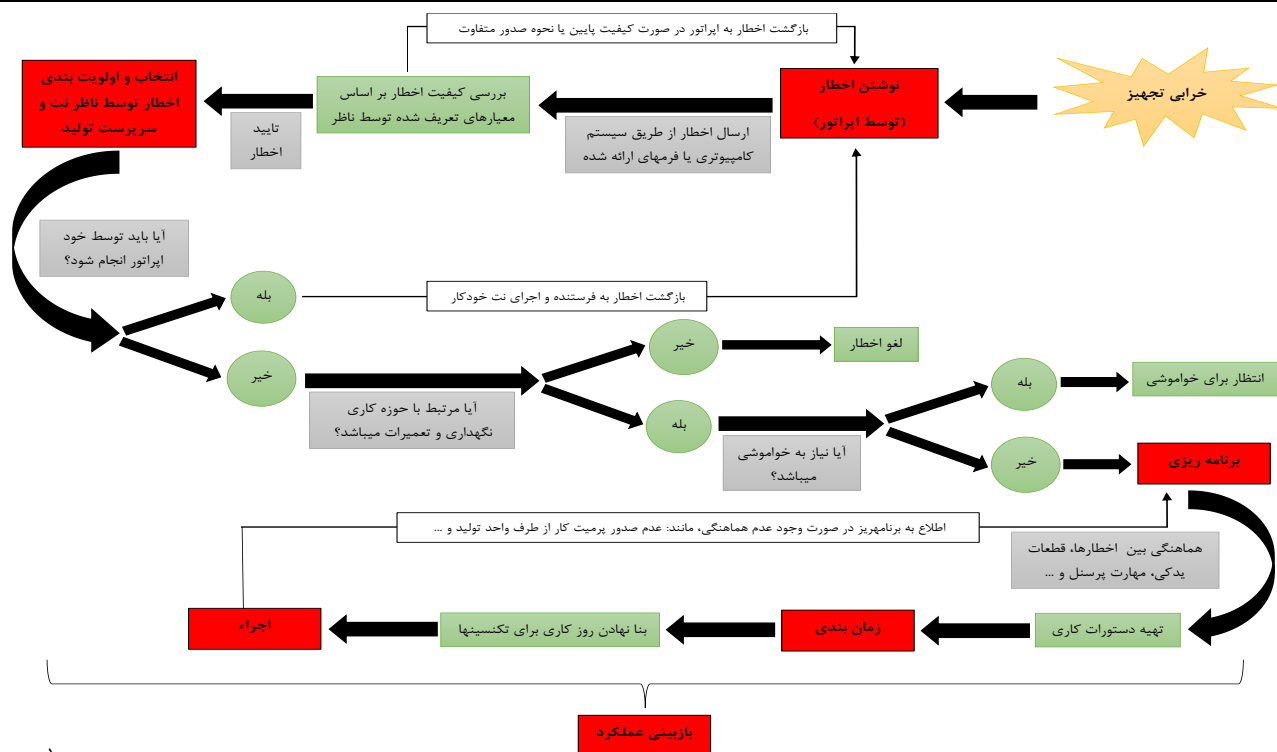 بازگشت اخطار به اپراتور در صورت کیفیت پایین یا نحوه صدور متفاوت
خرابی تجهیز
نوشتن اخطار
(توسط اپراتور)
ارسال اخطار از طریق سیستم
کامپیوتری یا فرمهای ارائه شده
بررسی کیفیت اخطار بر اساس
معیارهای تعریف شده توسط ناظر
تایید
اخطار
انتخاب و اولویت بندی
اخطار توسط ناظر نت و
سرپرست تولید
آیا باید توسط خود
اپراتور انجام شود؟
بله
بازگشت اخطار به فرستنده و اجرای نت خودکار
خیر
آیا مرتبط با حوزه کاری
نگهداری و تعمیرات میباشد؟
خیر
لغو اخطار
بله
آیا نیاز به خواموشی
میباشد؟
بله
انتظار برای خواموشی
خیر
برنامه ریزی
اطلاع به برنامهریز در صورت وجود عدم هماهنگی، مانند: عدم صدور پرمیت کار از طرف واحد تولید و ...
هماهنگی بین اخطارها، قطعات
یدکی، مهارت پرسنل و ...
تهیه دستورات کاری
زمان بندی
بنا نهادن روز کاری برای تکنسینها
اجراء
بازبینی عملکرد